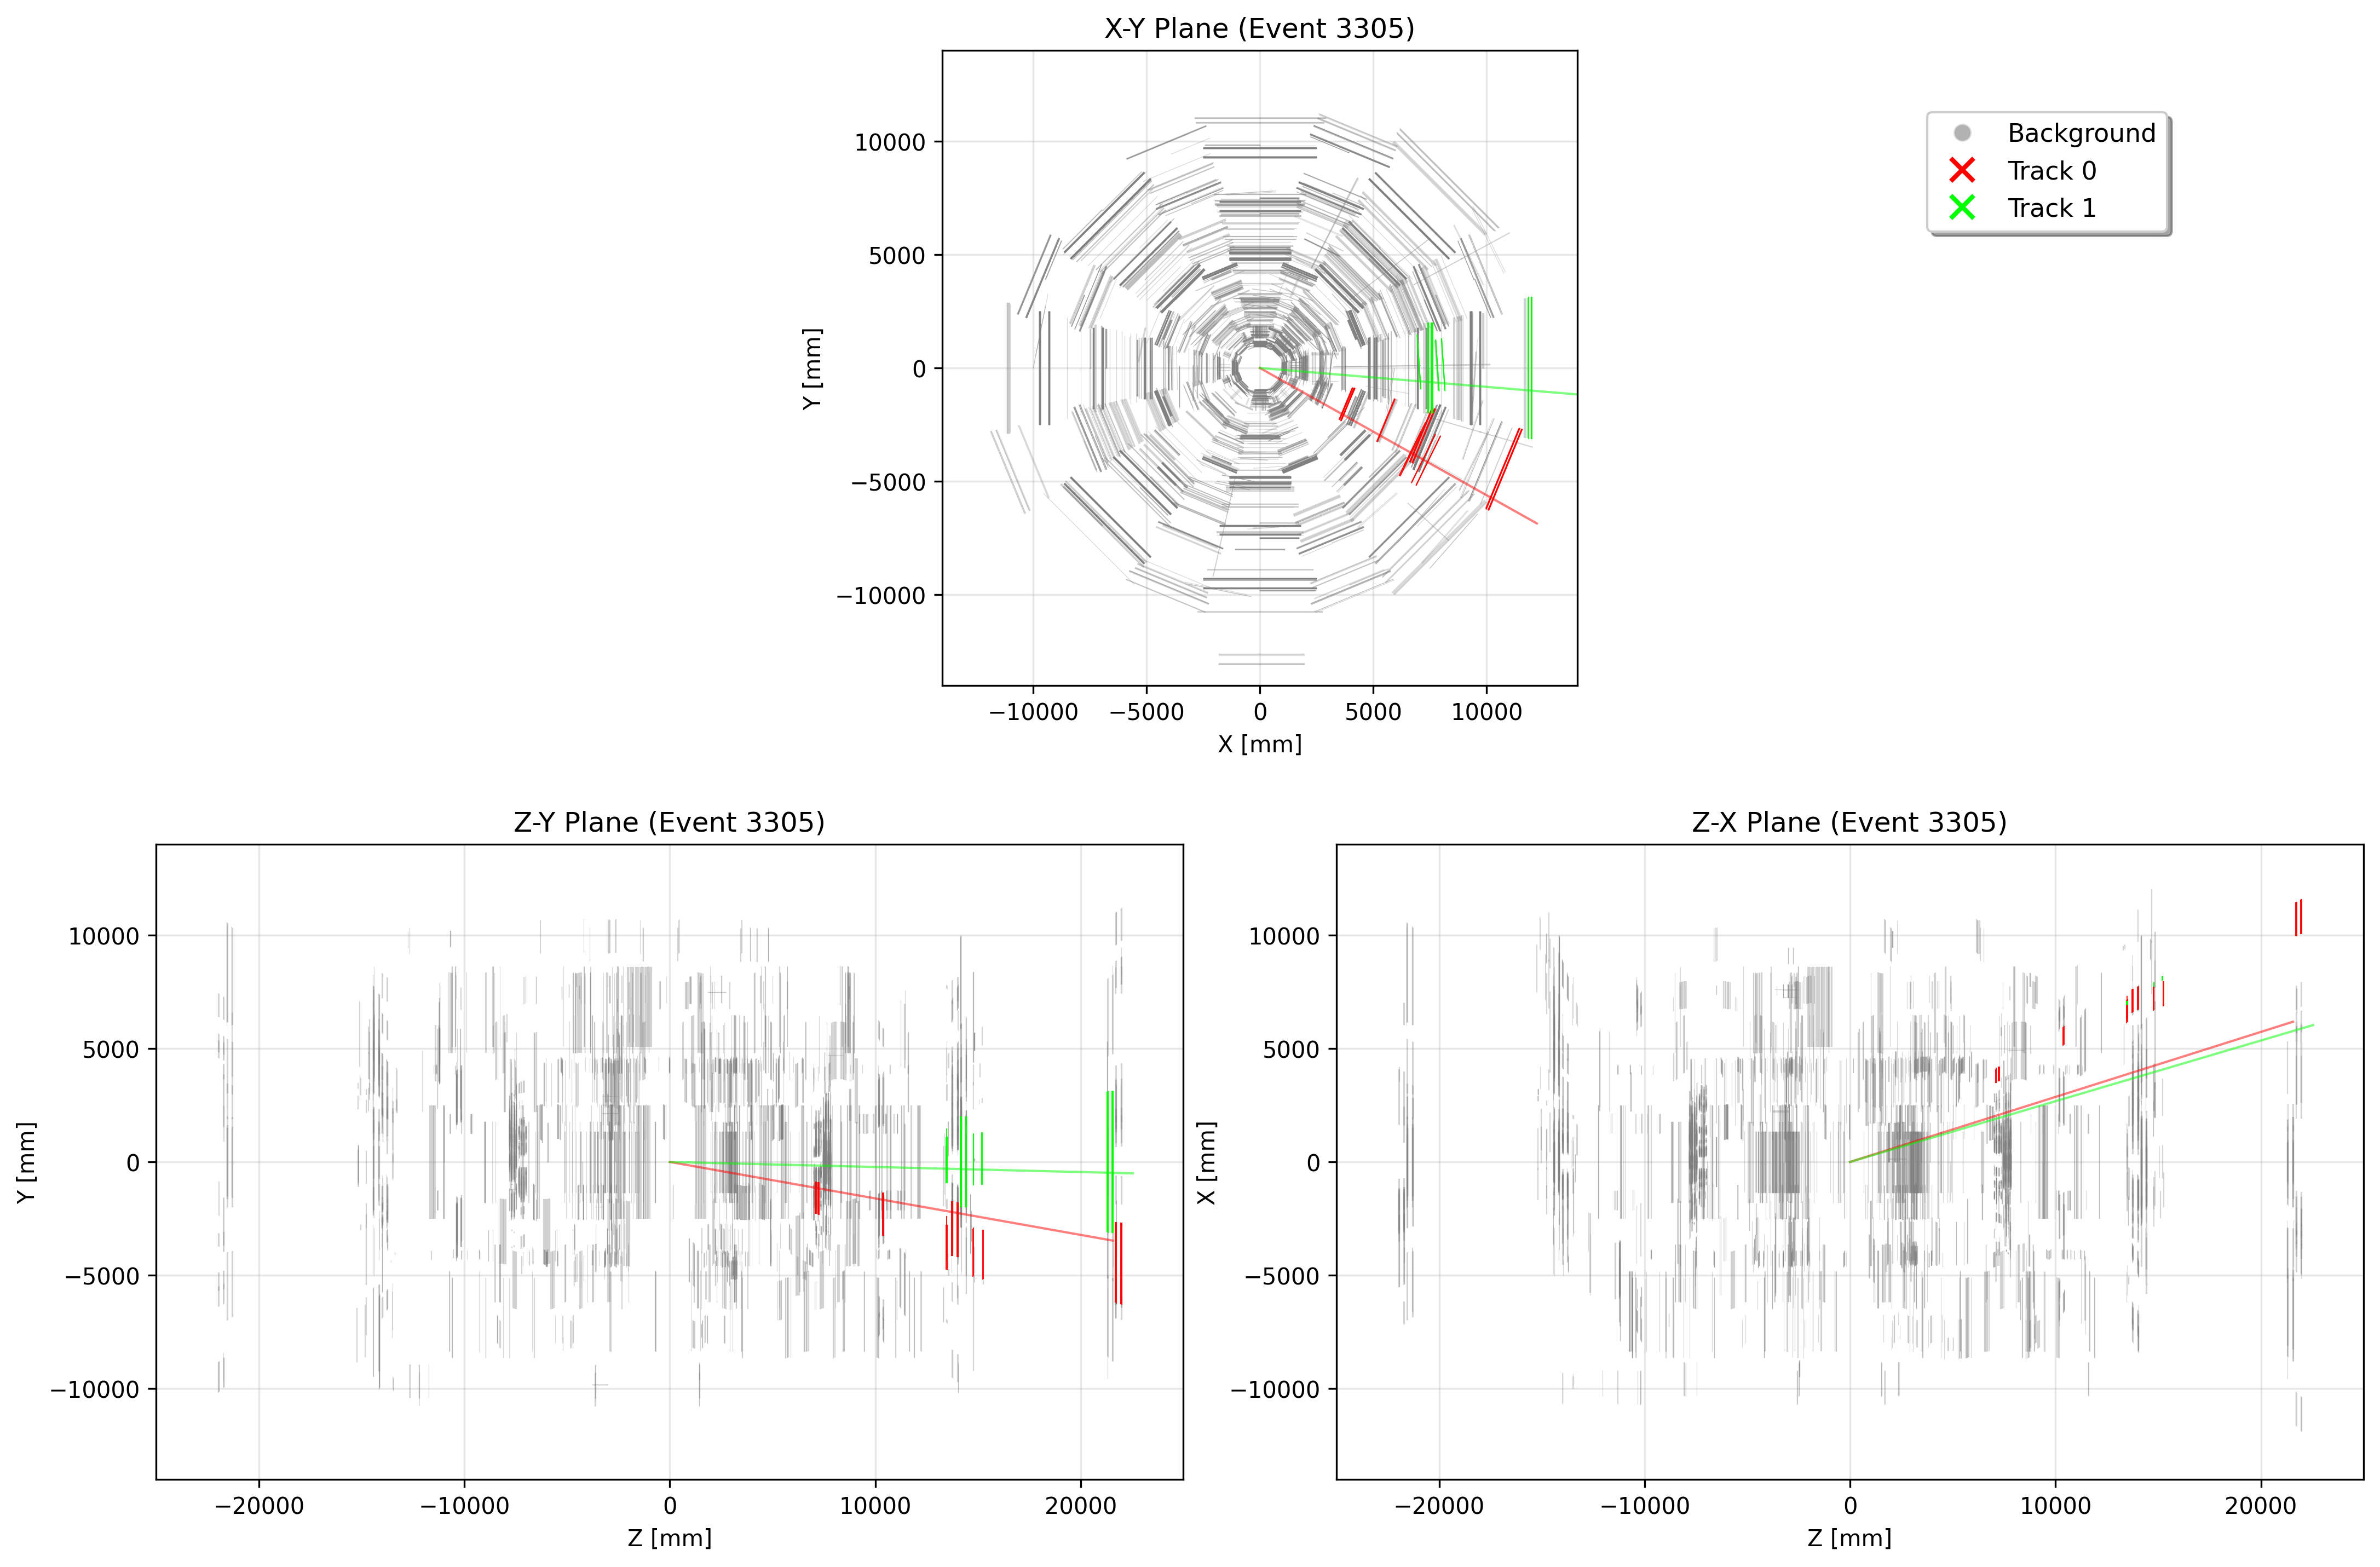 X-Y Plane (Event 3305)
Background
Track 0
Track 1
10000
5000
0
−5000
−10000
Y [mm]
−10000 −5000 0 5000 10000
X [mm]
Z-Y Plane (Event 3305)
10000
5000
0
−5000
−10000
Y [mm]
−20000 −10000 0 10000 20000
Z [mm]
Z-X Plane (Event 3305)
10000
5000
0
−5000
−10000
X [mm]
−20000 −10000 0 10000 20000
Z [mm]